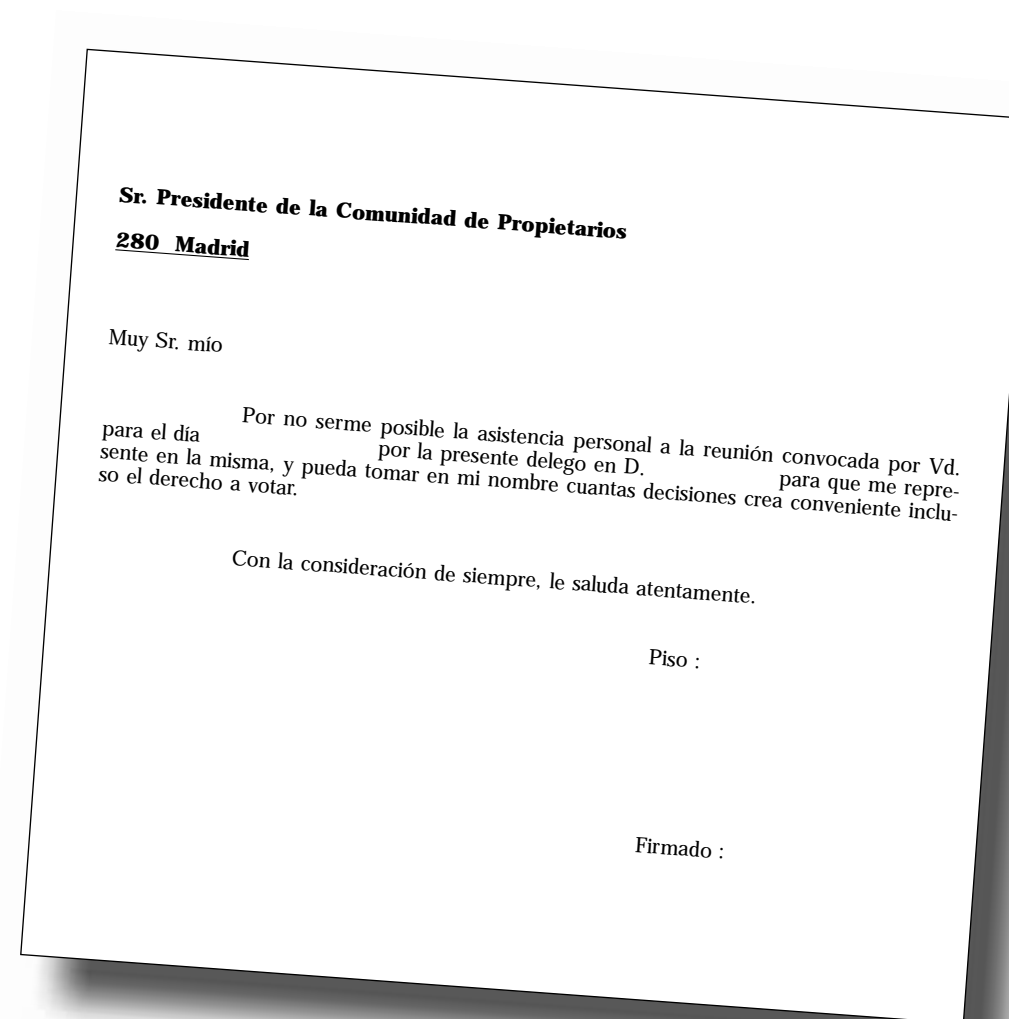 Sr. Presidente de la Comunidad de Propietarios
280 Madrid
Muy Sr. mío
Por no serme posible la asistencia personal a la reunión convocada por Vd.
para el día por la presente delego en D. para que me repre-
sente en la misma, y pueda tomar en mi nombre cuantas decisiones crea conveniente inclu-
so el derecho a votar.
Con la consideración de siempre, le saluda atentamente.
Piso :
Firmado :